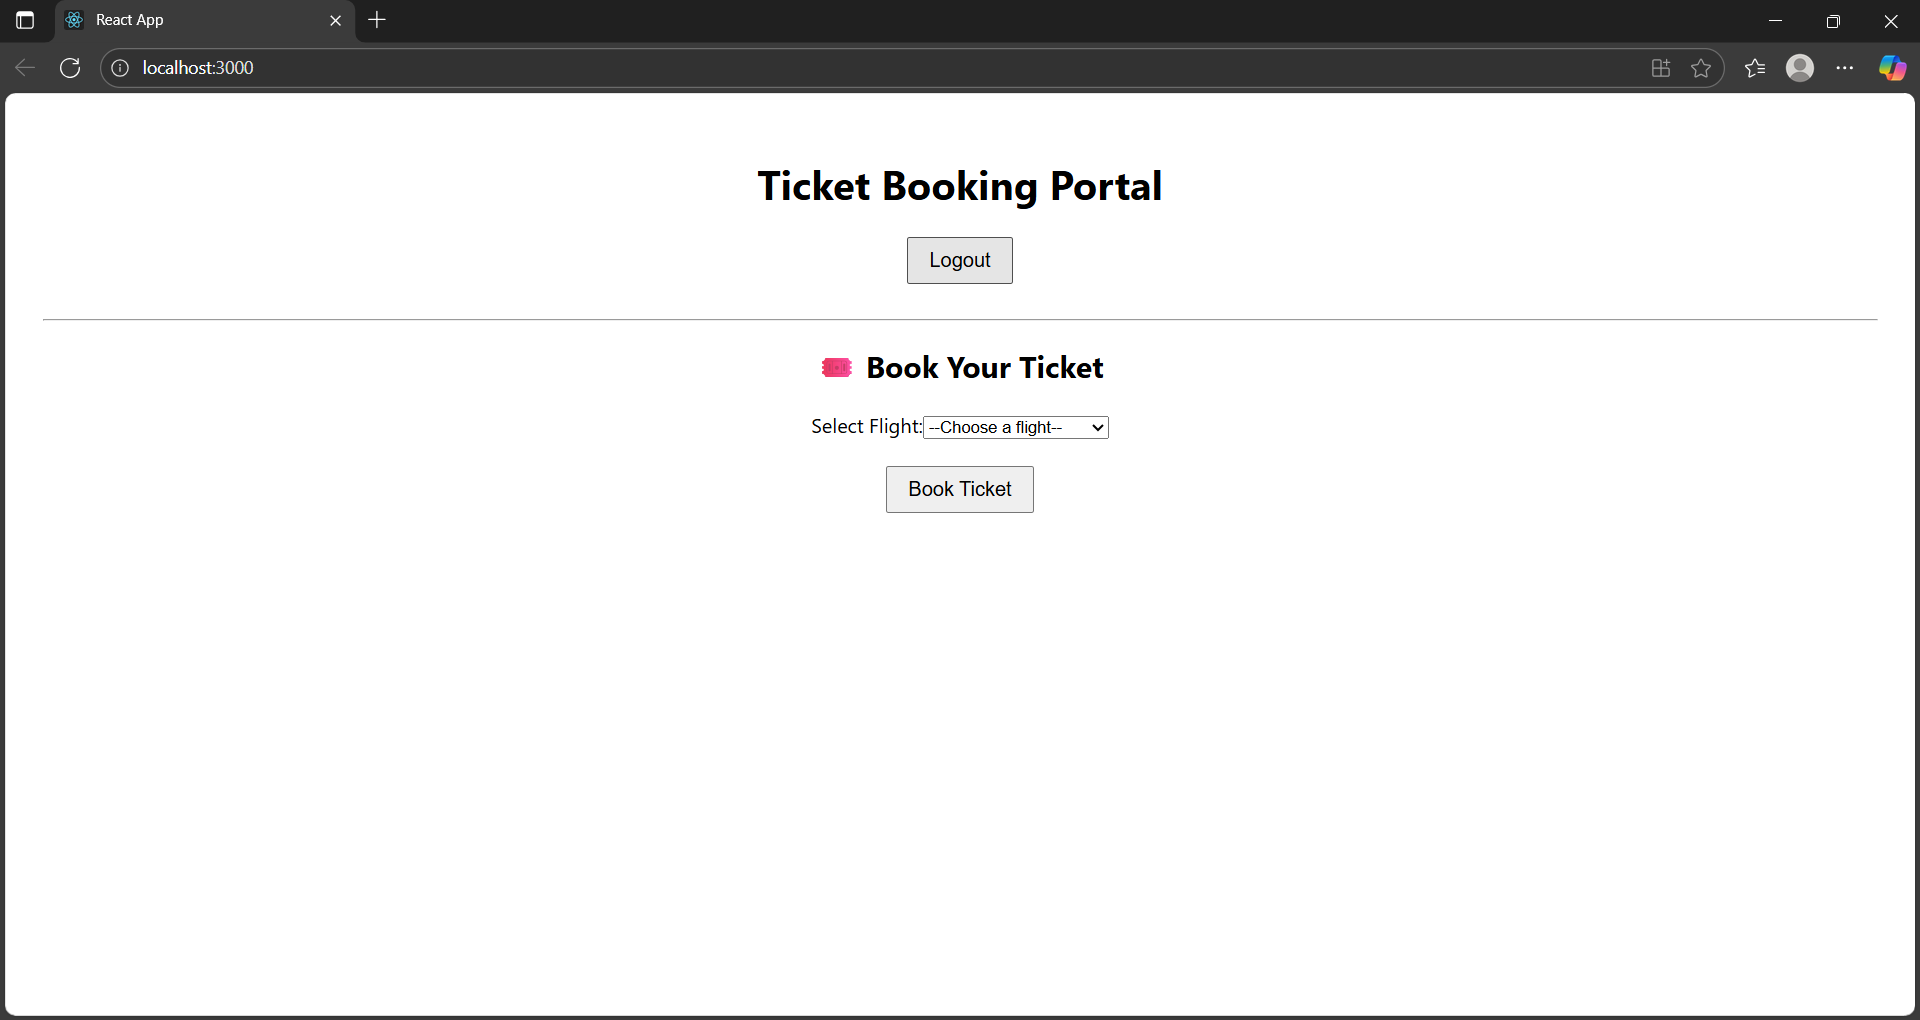 React App
localhost:3000
Ticket Booking Portal
Logout
Book Your Ticket
Select Flight: --Choose a flight--
Book Ticket